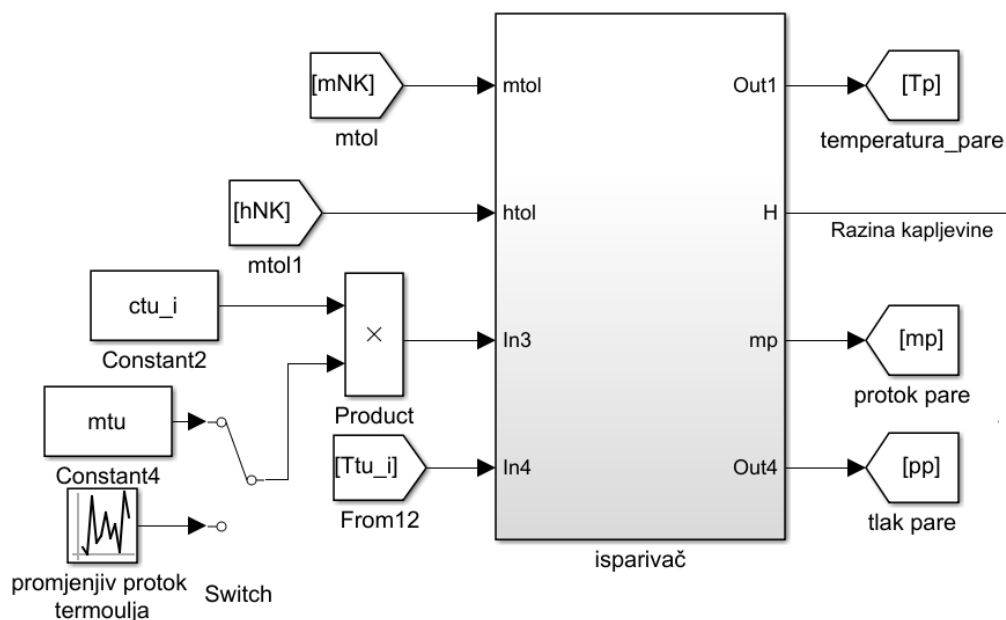 [mNK]
mtol
[hNK]
mtol1
ctu_i
Constant2
×
Product
mtu
Constant4
[Ttu_i]
From12
promjenjiv protok
termoulja
Switch
mtol
htol
In3
In4
Out1
H
mp
Out4
isparivač
[Tp]
temperatura_pare
Razina kapljevine
[mp]
protok pare
[pp]
tlak pare